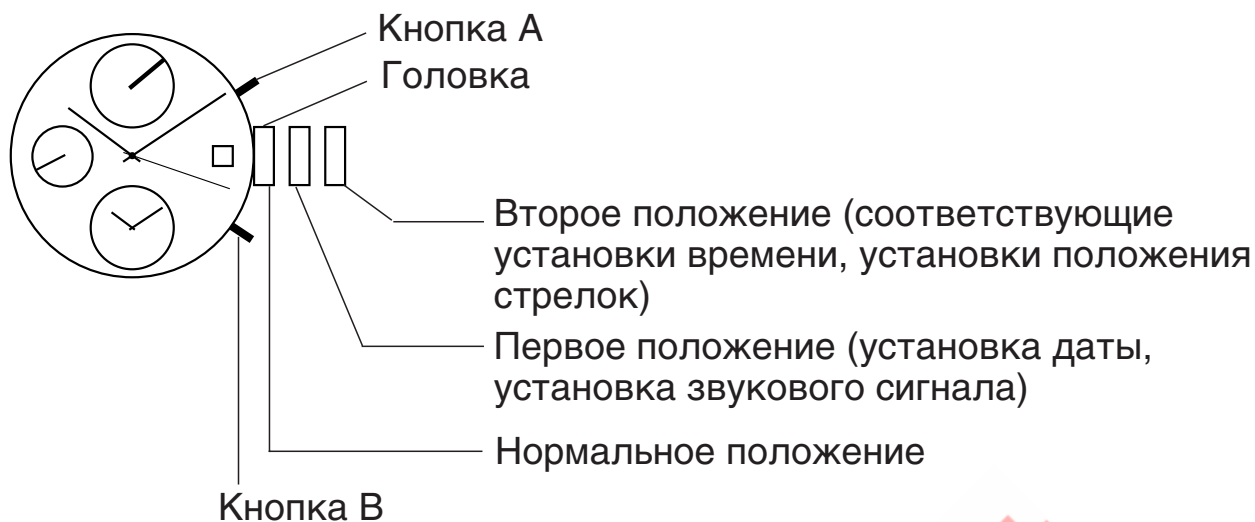 Кнопка А
Головка
Второе положение (соответствующие
установки времени, установки положения
стрелок)
Первое положение (установка даты,
установка звукового сигнала)
Нормальное положение
Кнопка В